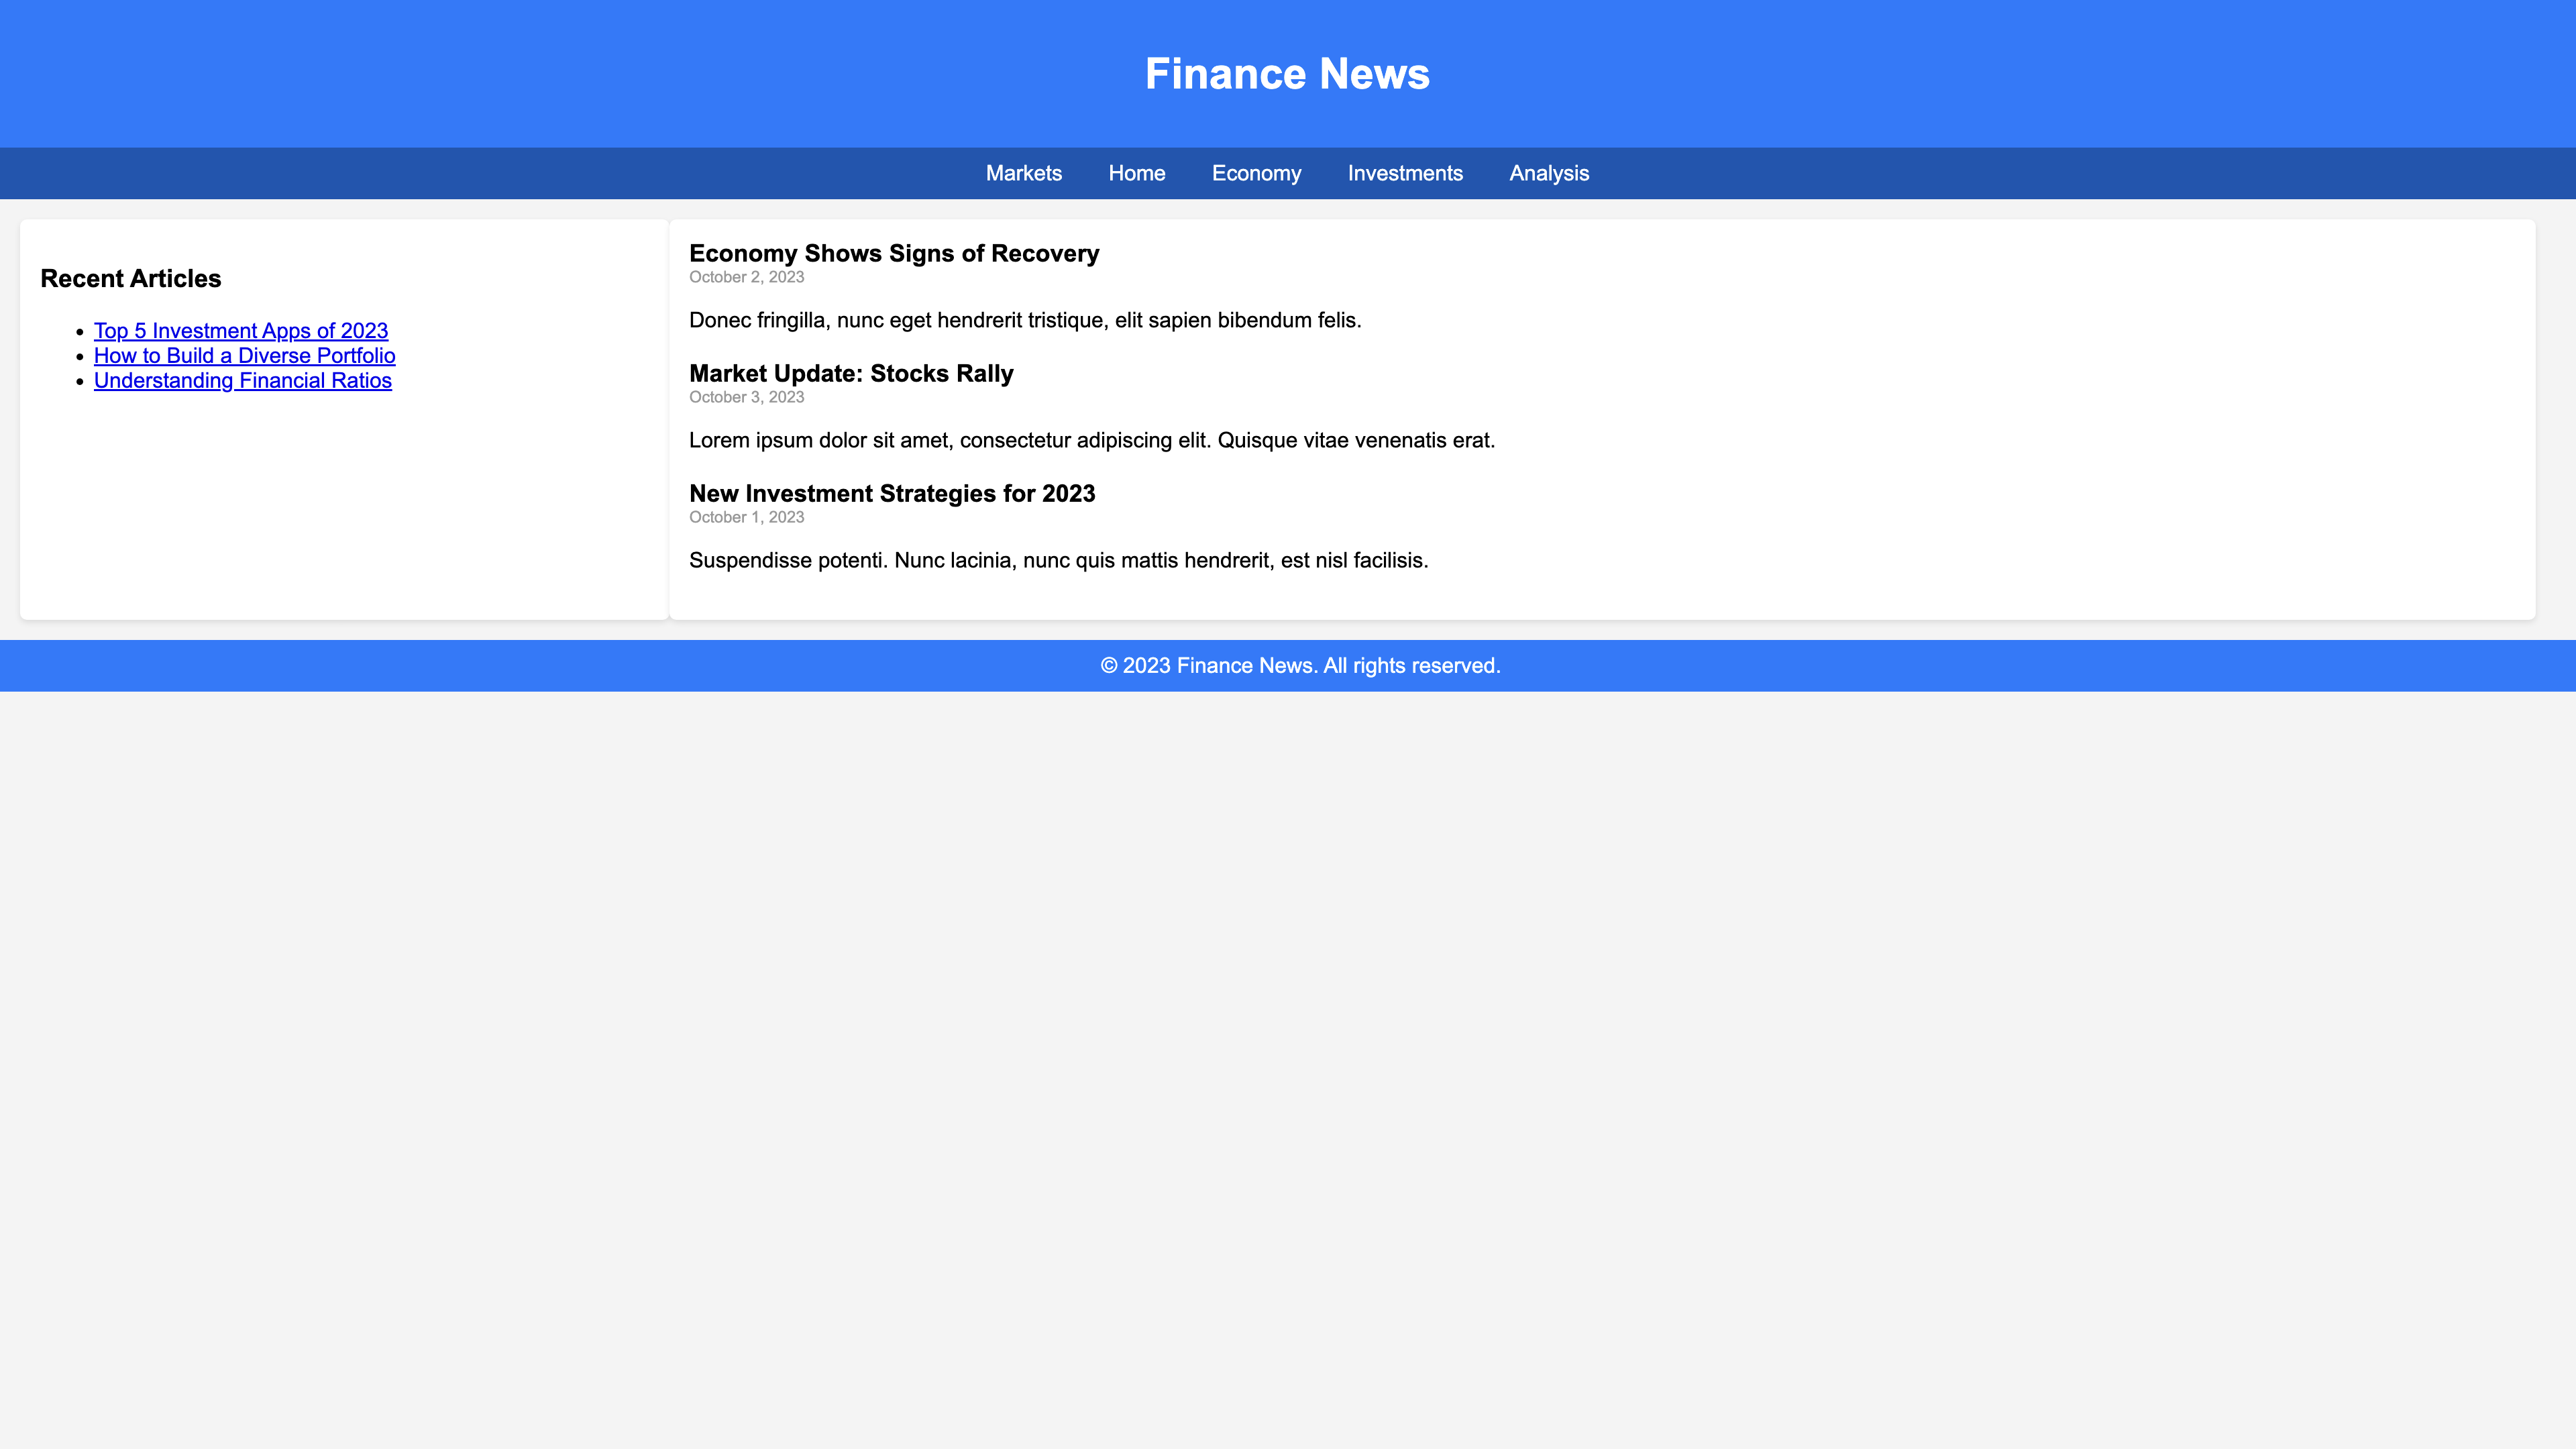 Finance News
Markets Home Economy Investments Analysis
Recent Articles
Top 5 Investment Apps of 2023
How to Build a Diverse Portfolio
Understanding Financial Ratios
Economy Shows Signs of Recovery
October 2, 2023
Donec fringilla, nunc eget hendrerit tristique, elit sapien bibendum felis.
Market Update: Stocks Rally
October 3, 2023
Lorem ipsum dolor sit amet, consectetur adipiscing elit. Quisque vitae venenatis erat.
New Investment Strategies for 2023
October 1, 2023
Suspendisse potenti. Nunc lacinia, nunc quis mattis hendrerit, est nisl facilisis.
© 2023 Finance News. All rights reserved.